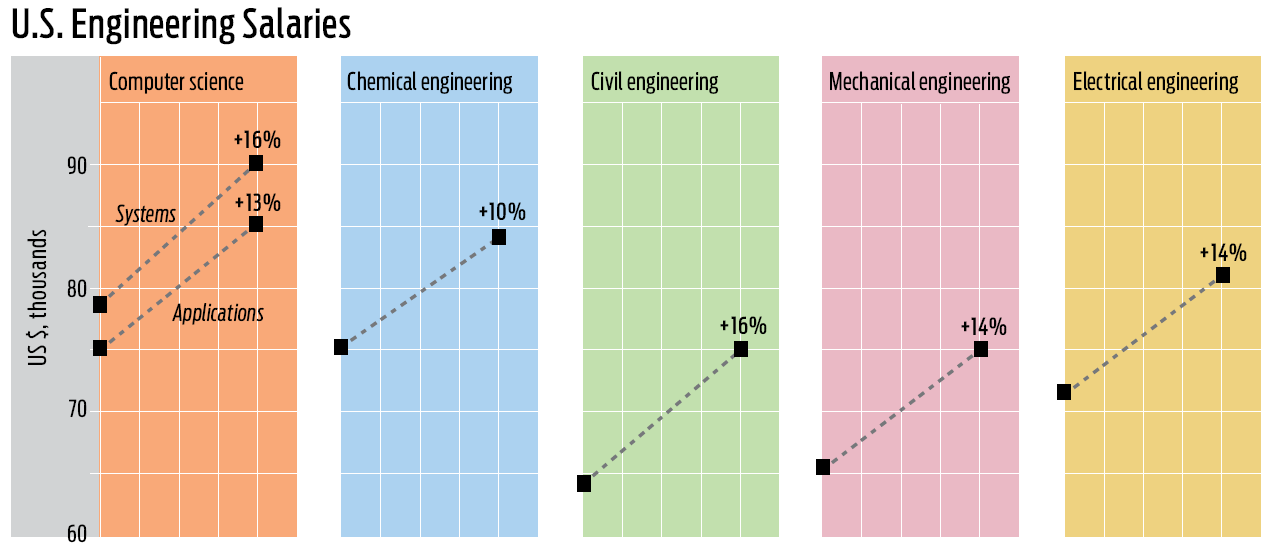 U.S. Engineering Salaries
Computer science
Chemical engineering
Civil engineering
Mechanical engineering
Electrical engineering
US $, thousands
90
80
70
60
+16%
+13%
Systems
Applications
+10%
+16%
+14%
+14%